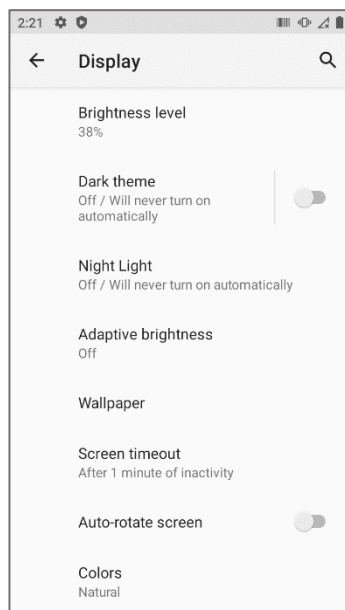 2:21
Display
Brightness level
38%
Dark theme
Off / Will never turn on
automatically
Night Light
Off / Will never turn on automatically
Adaptive brightness
Off
Wallpaper
Screen timeout
After 1 minute of inactivity
Auto-rotate screen
Colors
Natural